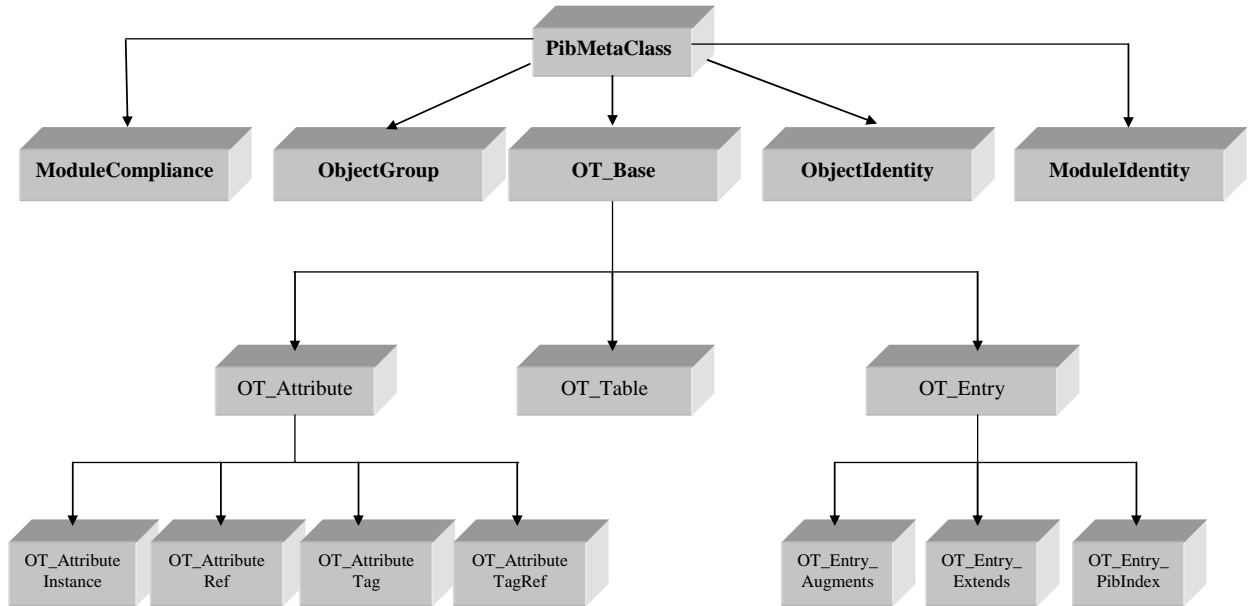 PibMetaClass
ModuleCompliance
ObjectGroup
OT_Base
ObjectIdentity
ModuleIdentity
OT_Attribute
OT_Table
OT_Entry
OT_Attribute
Instance
OT_Attribute
Ref
OT_Attribute
Tag
OT_Attribute
TagRef
OT_Entry_
Augments
OT_Entry_
Extends
OT_Entry_
PibIndex